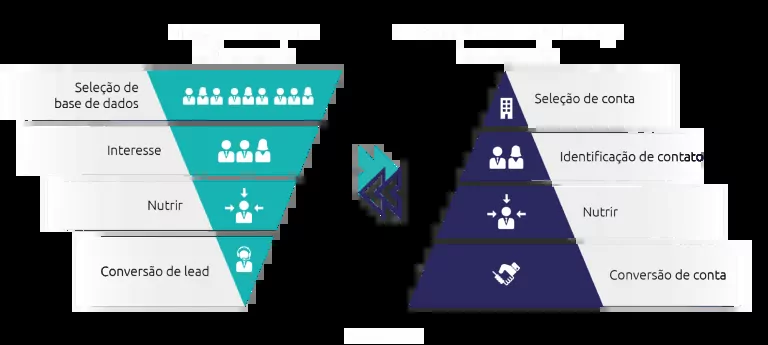 Seleção de
base de dados
Interesse
Nutrir
Conversão de lead
Seleção de conta
Identificação de contato
Nutrir
Conversão de conta